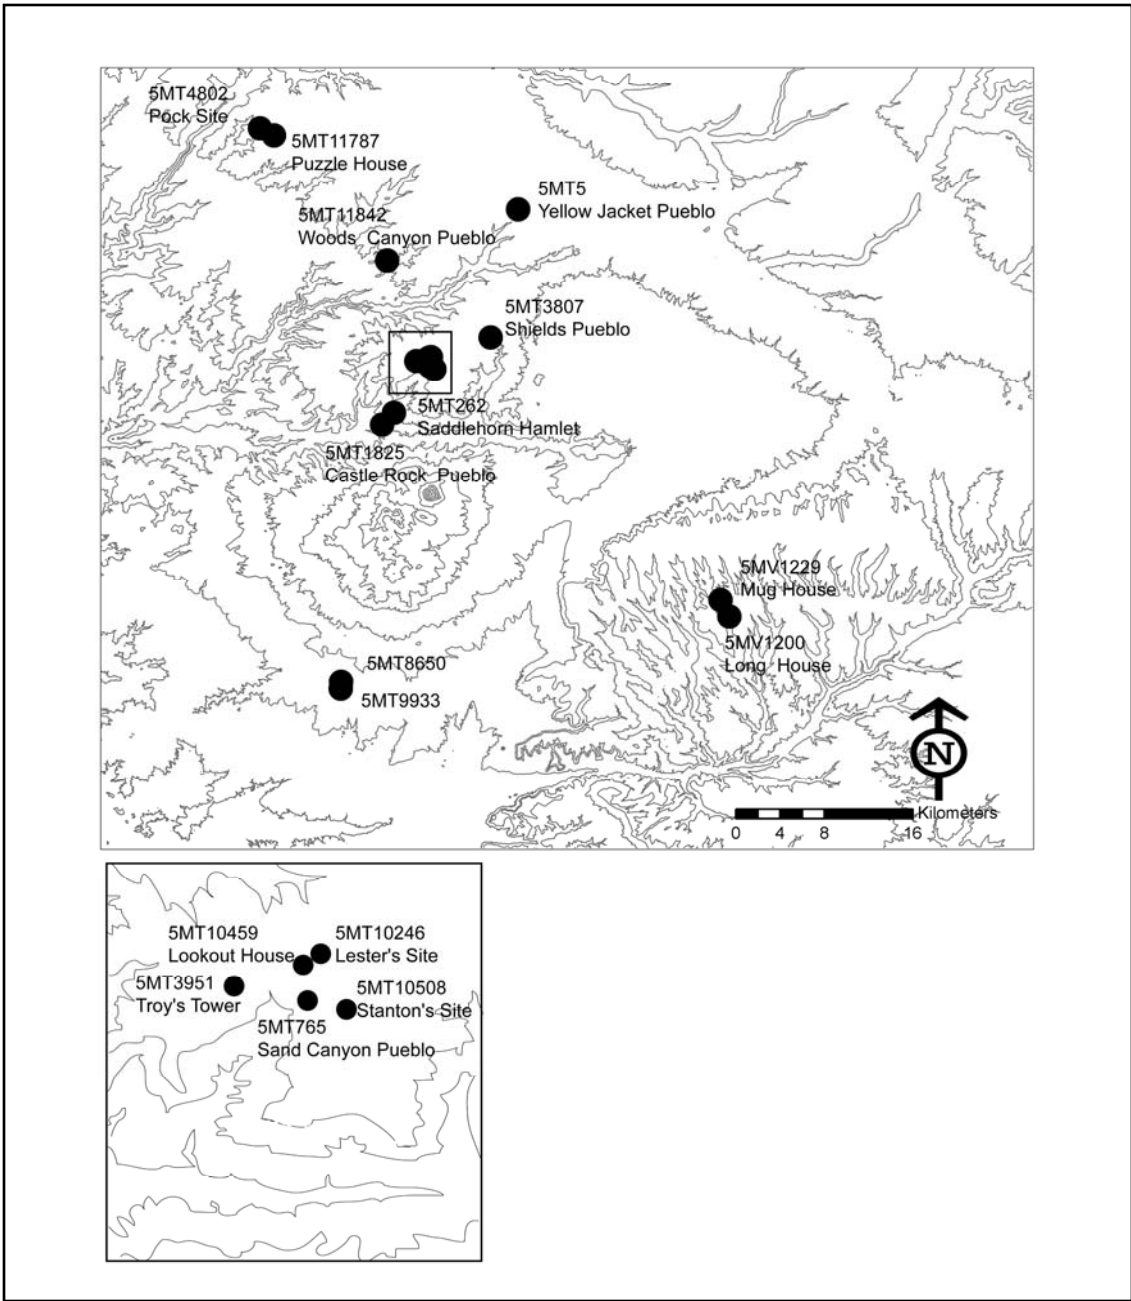 5MT4802
Pock Site
5MT11787
Puzzle House
5MT5
Yellow Jacket Pueblo
5MT11842
Woods Canyon Pueblo
5MT3807
Shields Pueblo
5MT262
Saddlehorn Hamlet
5MT1825
Castle Rock Pueblo
5MV1229
Mug House
5MV1200
Long House
5MT8650
5MT9933
N
Kilometers
0 4 8 16
5MT10459
Lookout House
5MT10246
Lester's Site
5MT3951
Troy's Tower
5MT10508
Stanton's Site
5MT765
Sand Canyon Pueblo